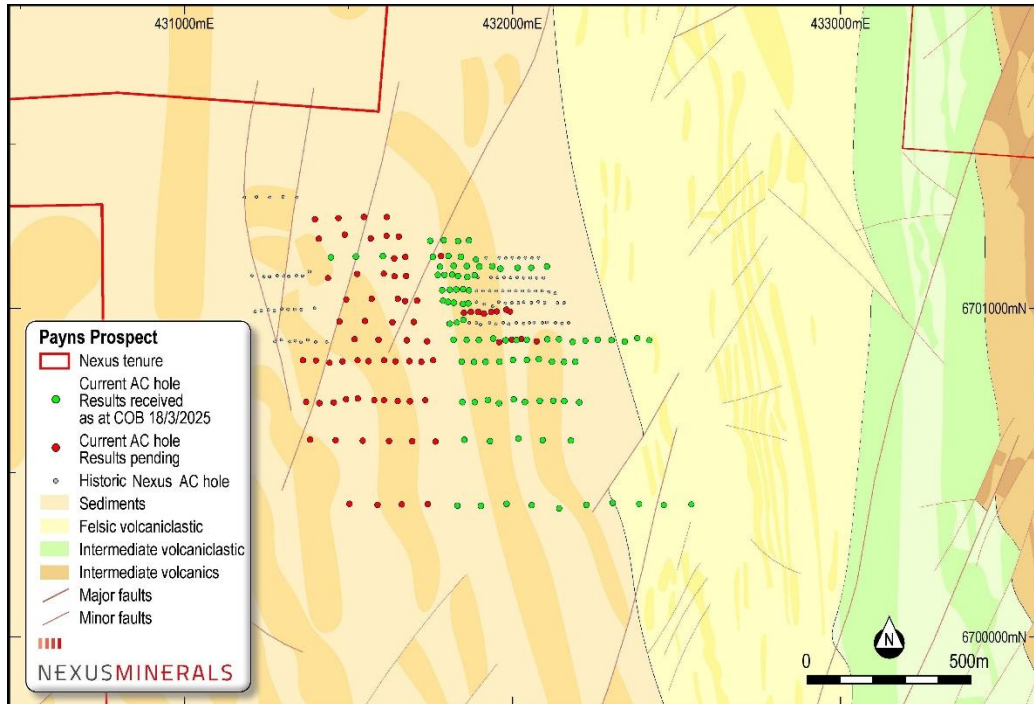 431000mE
432000mE
433000mE
6701000mN
6700000mN
Payns Prospect
Nexus tenure
Current AC hole
Results received
as at COB 18/3/2025
Current AC hole
Results pending
Historic Nexus AC hole
Sediments
Felsic volcaniclastic
Intermediate volcaniclastic
Intermediate volcanics
Major faults
Minor faults
NEXUSMINERALS
N
0 500m